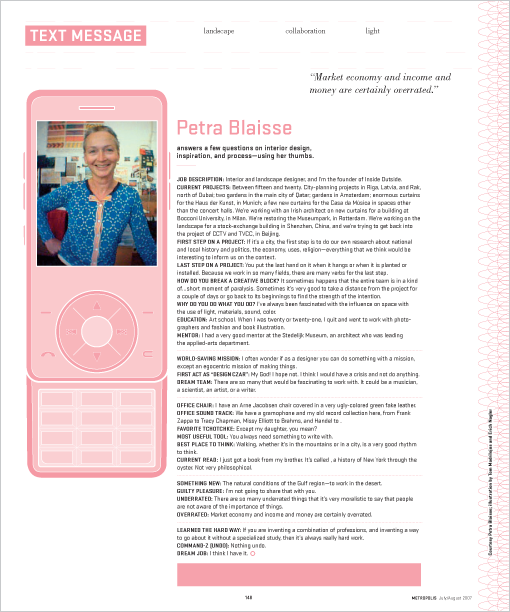 TEXT MESSAGE
landscape collaboration light
“Market economy and income and
money are certainly overrated.”
Petra Blaisse
answers a few questions on interior design,
inspiration, and process—using her thumbs.
JOB DESCRIPTION: Interior and landscape designer, and I'm the founder of Inside Outside.
CURRENT PROJECTS: Between fifteen and twenty. City-planning projects in Riga, Latvia, and Rak,
north of Dubai; two gardens in the main city of Qatar; gardens in Amsterdam; enormous curtains
for the Haus der Kunst, in Munich; a few new curtains for the Casa da Música in spaces other
than the concert halls. We're working with an Irish architect on new curtains for a building at
Bocconi University, in Milan. We're restoring the Museumpark, in Rotterdam. We're working on the
landscape for a stock-exchange building in Shenzhen, China, and we're trying to get back into
the project of CCTV and TVCC, in Beijing.
FIRST STEP ON A PROJECT: If it's a city, the first step is to do our own research about national
and local history and politics, the economy, uses, religion—everything that we think would be
interesting to inform us on the context.
LAST STEP ON A PROJECT: You put the last hand on it when it hangs or when it is planted or
installed. Because we work in so many fields, there are many verbs for the last step.
HOW DO YOU BREAK A CREATIVE BLOCK? It sometimes happens that the entire team is in a kind
of, short moment of paralysis. Sometimes it's very good to take a distance from the project for
a couple of days or go back to its beginnings to find the strength of the intention.
WHY DO YOU DO WHAT YOU DO? I've always been fascinated with the influence on space with
the use of light, materials, sound, color.
EDUCATION: Art school. When I was twenty or twenty-one, I quit and went to work with photo-
graphers and fashion and book illustration.
MENTOR: I had a very good mentor at the Stedelijk Museum, an architect who was leading
the applied-arts department.
WORLD-SAVING MISSION: I often wonder if as a designer you can do something with a mission,
except an egocentric mission of making things.
FIRST ACT AS “DESIGN CZAR”: My God! I hope not. I think I would have a crisis and not do anything.
DREAM TEAM: There are so many that would be fascinating to work with. It could be a musician,
a scientist, an artist, or a writer.
OFFICE CHAIR: I have an Arne Jacobsen chair covered in a very ugly-colored green fake leather.
OFFICE SOUND TRACK: We have a gramophone and my old record collection here, from Frank
Zappa to Tracy Chapman, Missy Elliott to Brahms, and Handel to .
FAVORITE TCHOTCHKE: Except my daughter, you mean?
MOST USEFUL TOOL: You always need something to write with.
BEST PLACE TO THINK: Walking, whether it's in the mountains or in a city, is a very good rhythm
to think.
CURRENT READ: I just got a book from my brother. It's called , a history of New York through the
oyster. Not very philosophical.
SOMETHING NEW: The natural conditions of the Gulf region—to work in the desert.
GUILTY PLEASURE: I'm not going to share that with you.
UNDERRATED: There are so many underrated things that it's very moralistic to say that people
are not aware of the importance of things.
OVERRATED: Market economy and income and money are certainly overrated.
LEARNED THE HARD WAY: If you are inventing a combination of professions, and inventing a way
to go about it without a specialized study, then it's always really hard work.
COMMAND-Z (UNDO): Nothing undo.
DREAM JOB: I think I have it.
148
METROPOLIS July/August 2007